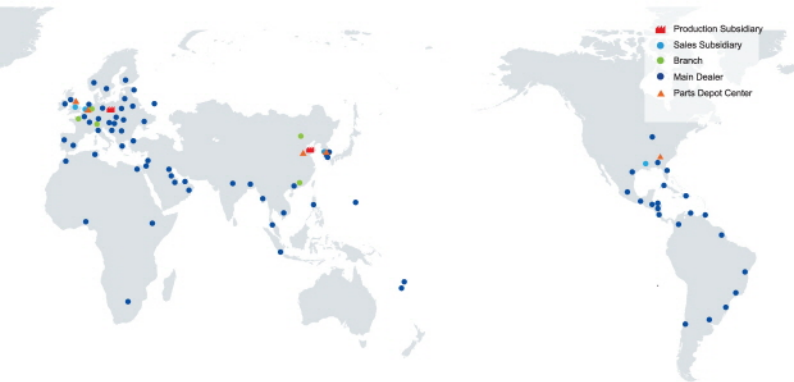 Production Subsidiary
Sales Subsidiary
Branch
Main Dealer
Parts Depot Center